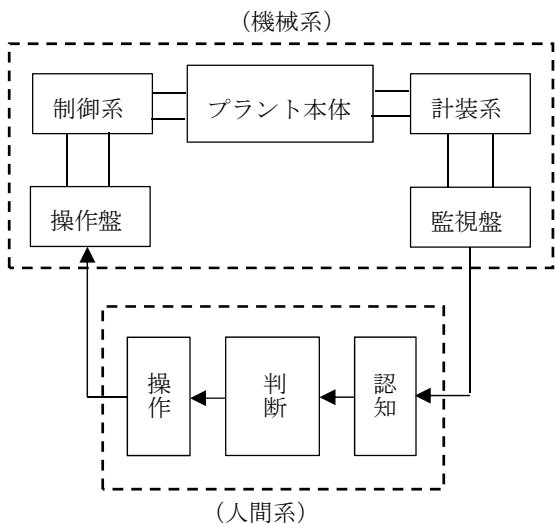 (機械系)
制御系
プラント本体
計装系
操作盤
監視盤
操作
判断
認知
(人間系)